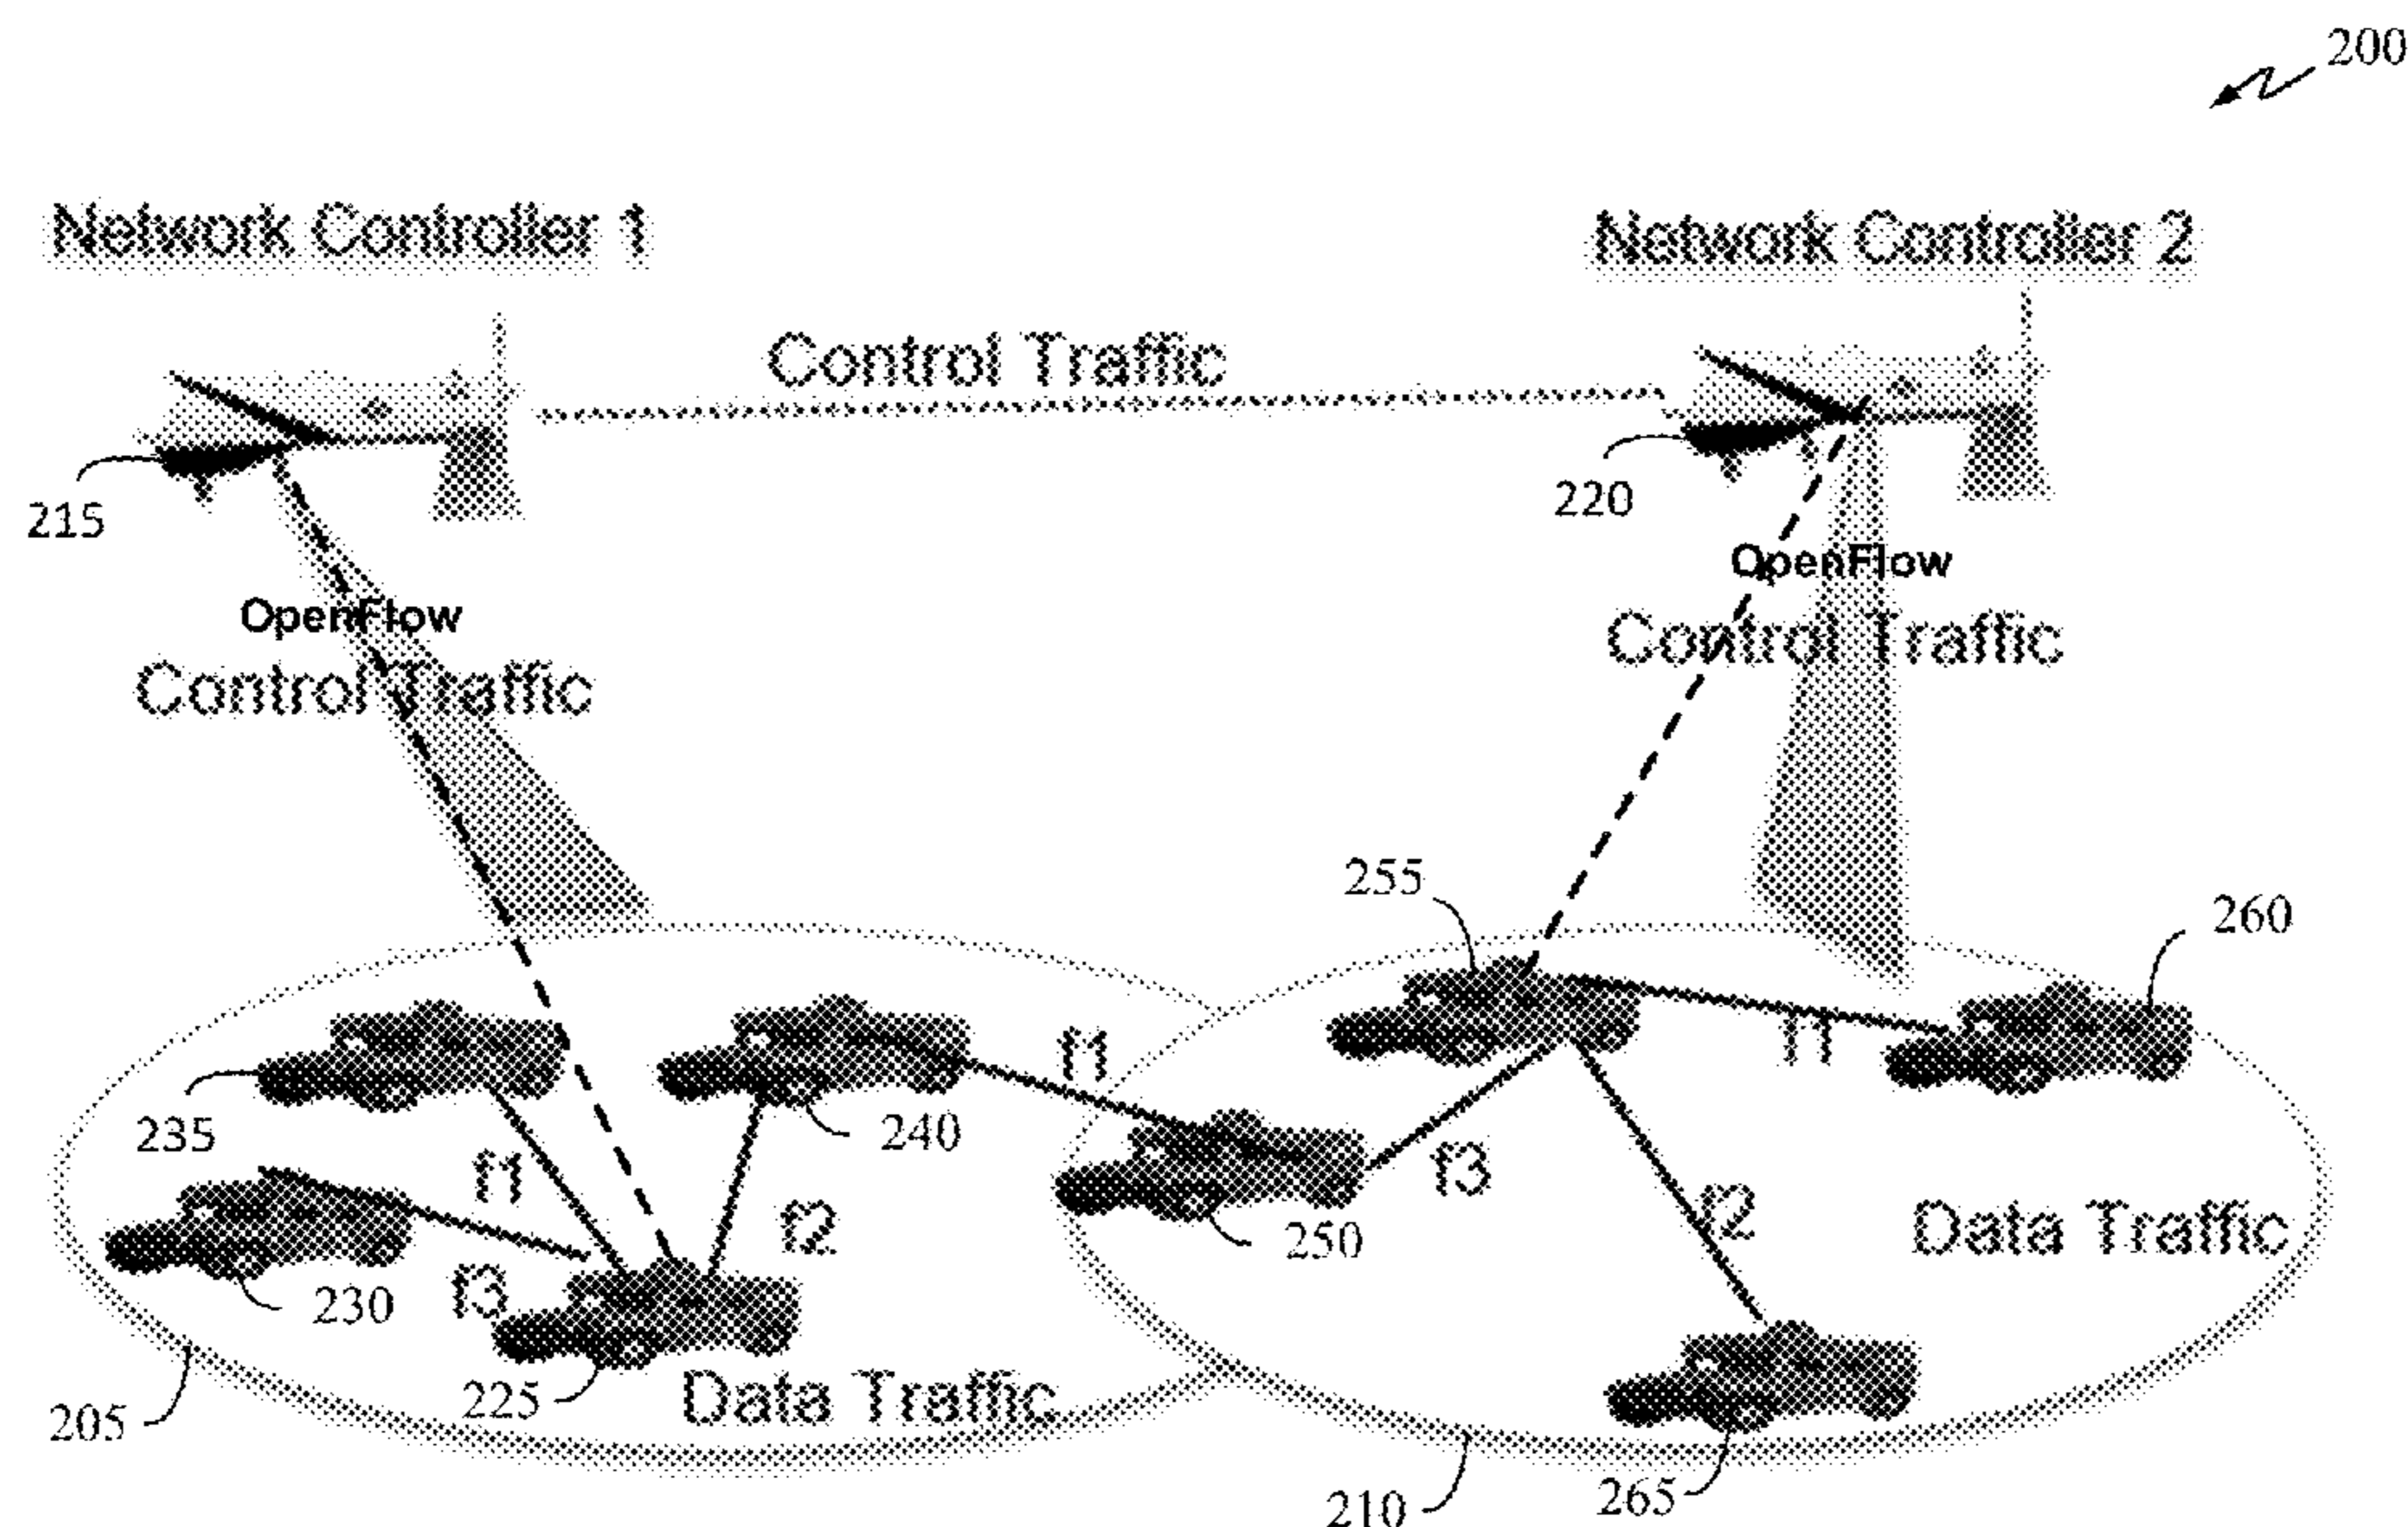 200
Network Controller 1
Network Controller 2
Control Traffic
215
220
OpenFlow
Control Traffic
OpenFlow
Control Traffic
255
260
235
240
f1
f1
f1
f3
f2
f2
250
230
f3
Data Traffic
225
Data Traffic
205
210
265